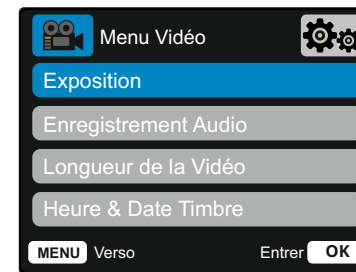 Menu Vidéo
Exposition
Enregistrement Audio
Longueur de la Vidéo
Heure & Date Timbre
MENU Verso Entrer OK